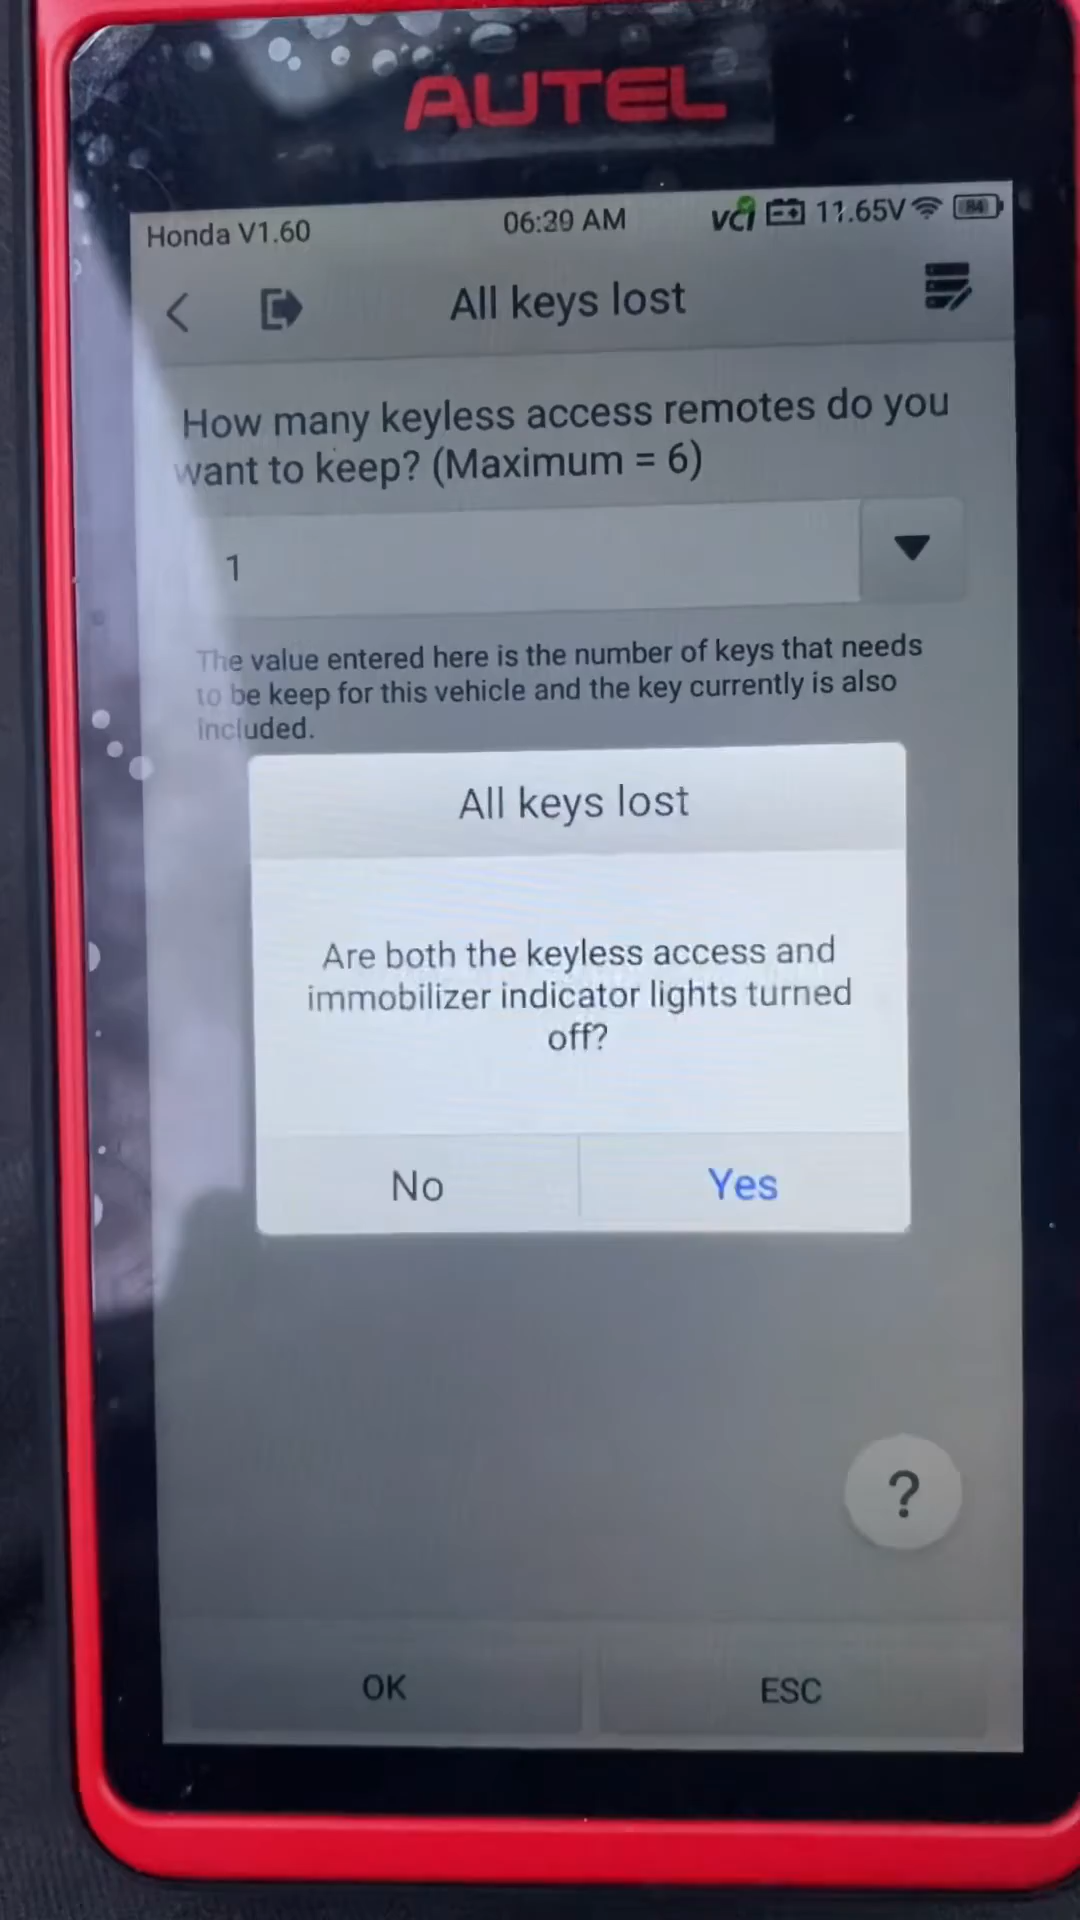 AUTEL
Honda V1.60 06:39 AM VCI 11.65V 84
All keys lost
How many keyless access remotes do you
want to keep? (Maximum = 6)
1
The value entered here is the number of keys that needs
to be keep for this vehicle and the key currently is also
included.
All keys lost
Are both the keyless access and
immobilizer indicator lights turned
off?
No Yes
?
OK ESC